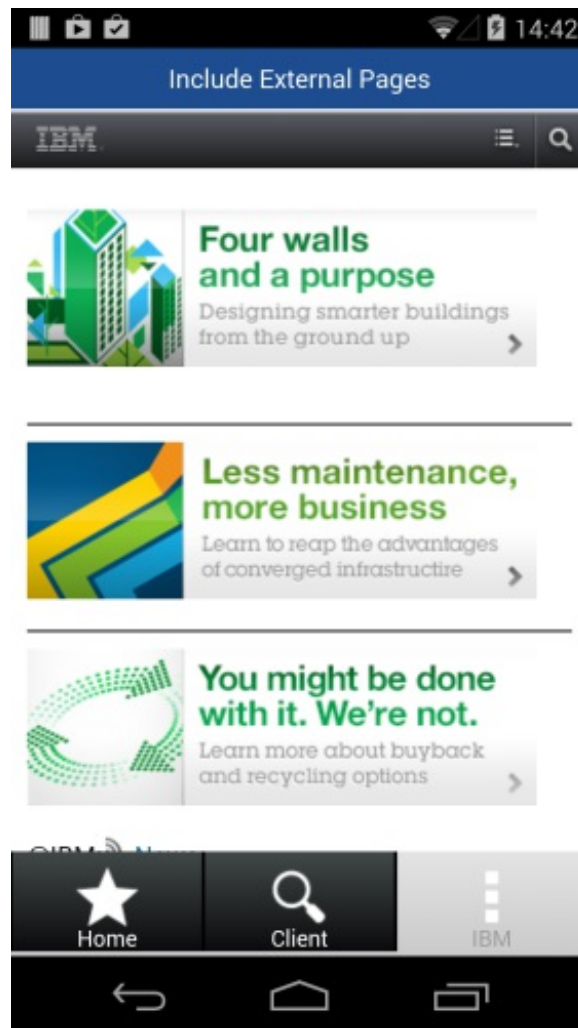 14:42
Include External Pages
IBM.
Four walls
and a purpose
Designing smarter buildings
from the ground up
Less maintenance,
more business
Learn to reap the advantages
of converged infrastructire
You might be done
with it. We're not.
Learn more about buyback
and recycling options
@IBM News
Home
Client
IBM